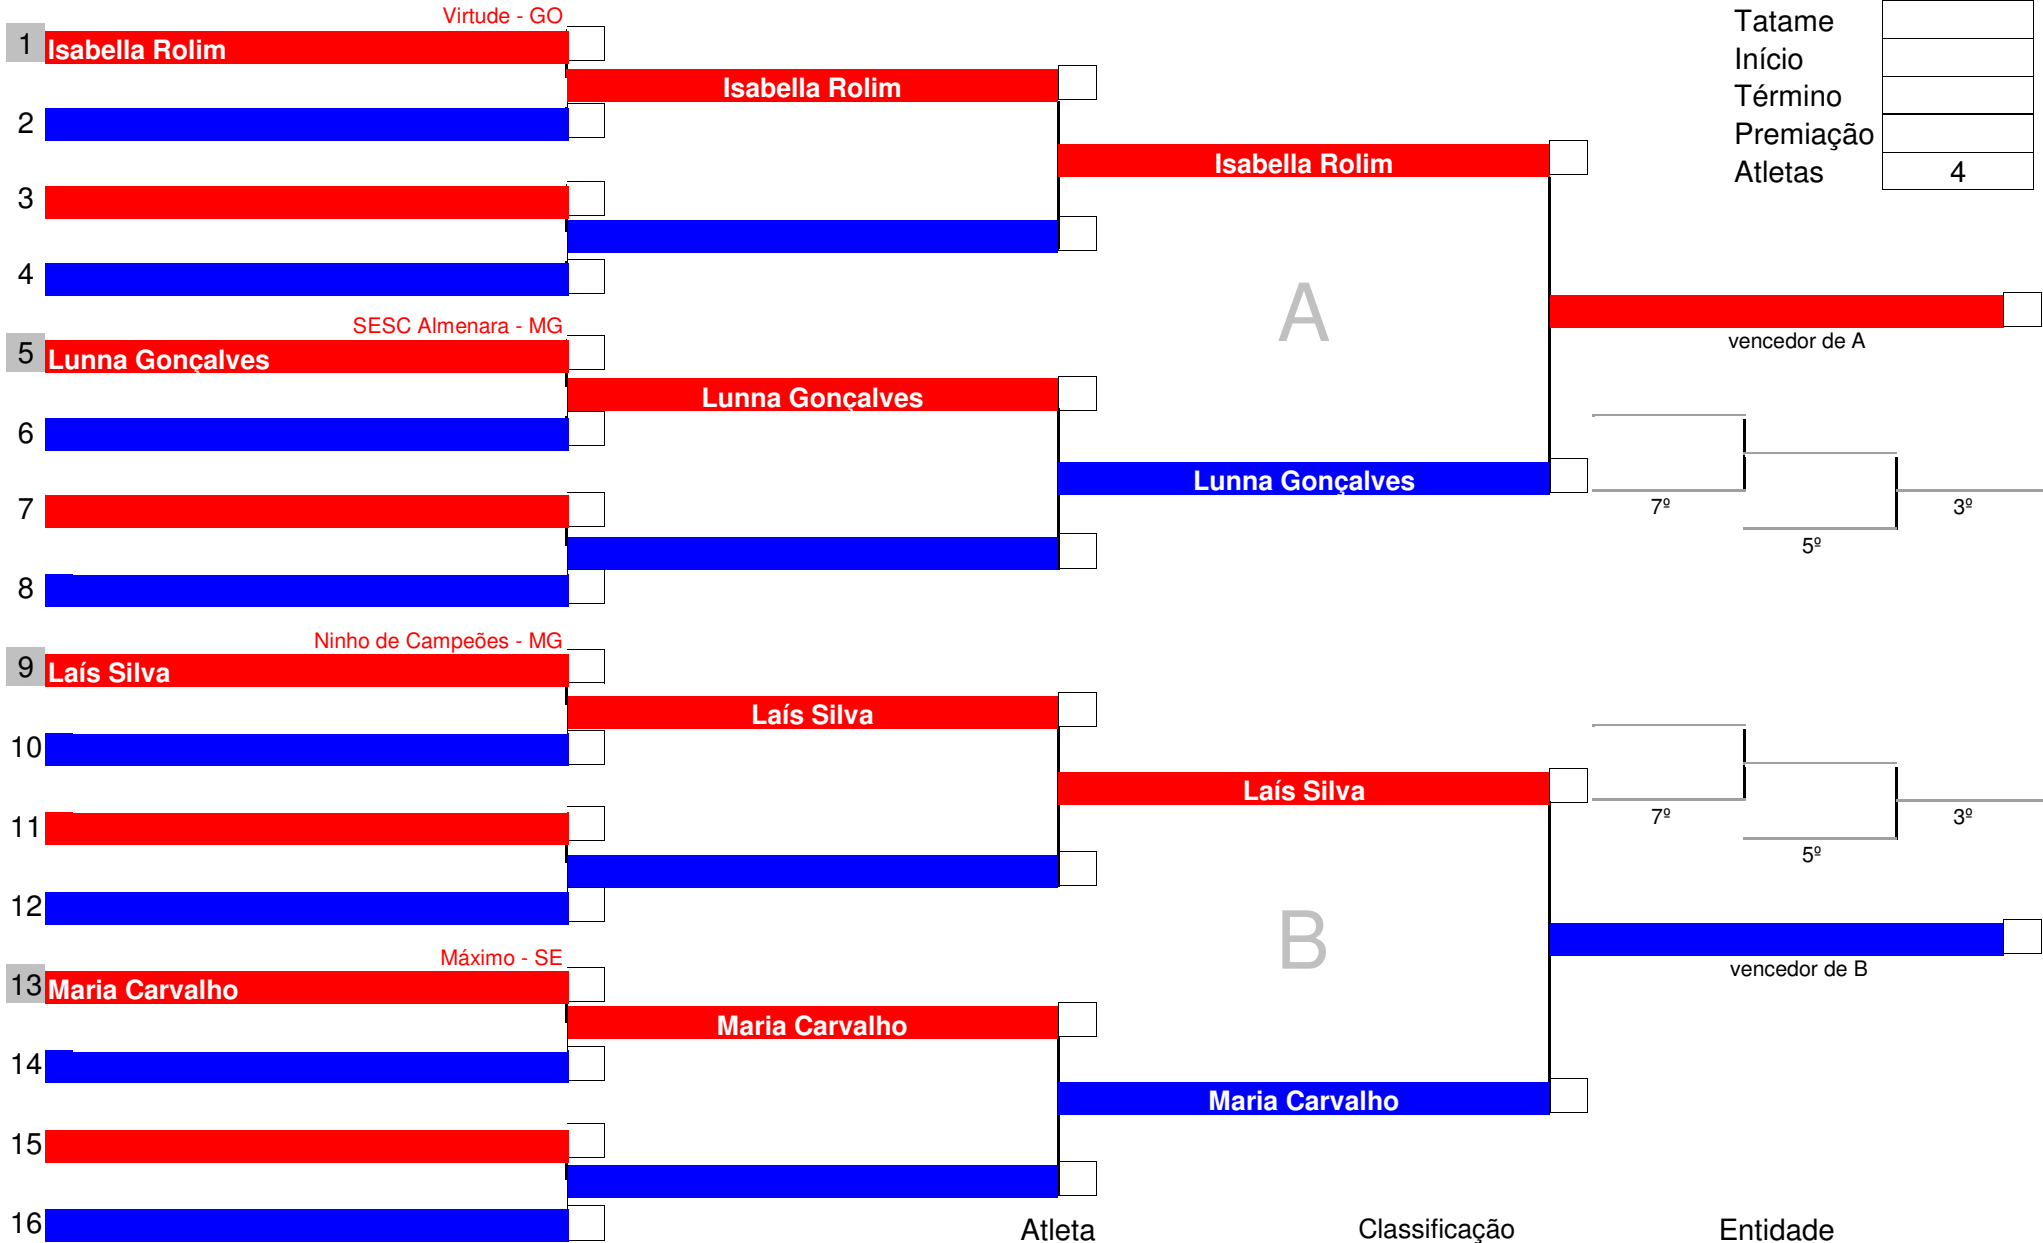 Virtude - GO
Tatame
1 Isabella Rolim
Início
Isabella Rolim
Término
2
Premiação
Isabella Rolim
Atletas 4
3
4
A
SESC Almenara - MG
vencedor de A
5 Lunna Gonçalves
Lunna Gonçalves
6
Lunna Gonçalves
7
7º 3º
5º
8
Ninho de Campeões - MG
9 Laís Silva
Laís Silva
10
Laís Silva
7º 3º
11
5º
12
B
Máximo - SE
vencedor de B
13 Maria Carvalho
Maria Carvalho
14
Maria Carvalho
15
16
Atleta Classificação Entidade